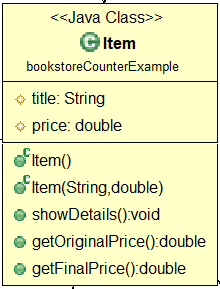 <<Java Class>>
C Item
bookstoreCounterExample
title: String
price: double
C Item()
C Item(String,double)
showDetails():void
getOriginalPrice():double
getFinalPrice():double